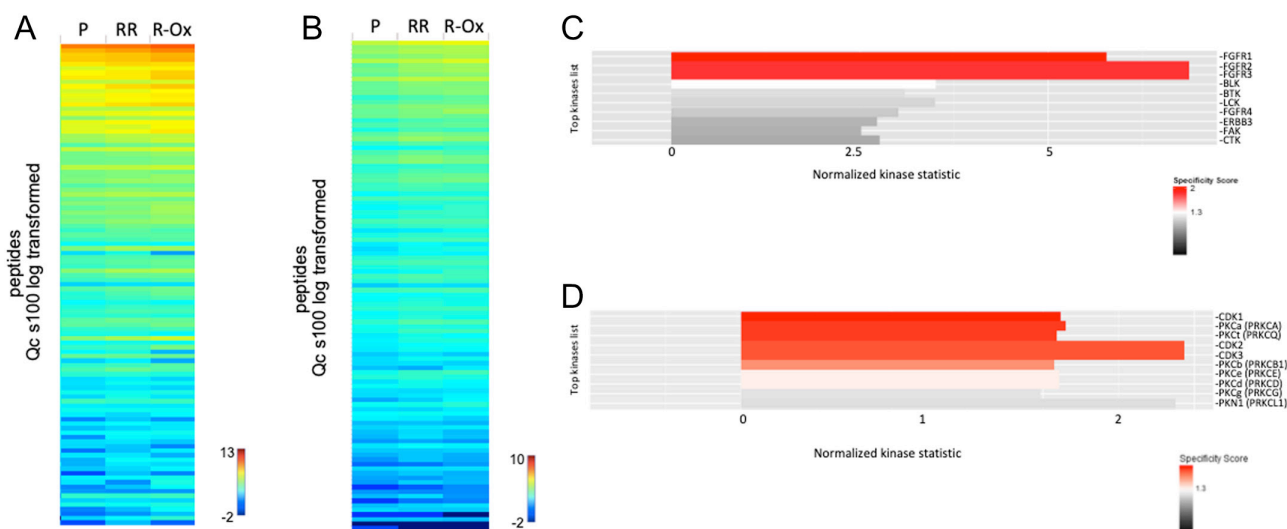 A
P RR R-Ox
peptides
Qc s100 log transformed
13
-2
B
P RR R-Ox
peptides
Qc s100 log transformed
10
-2
C
Top kinases list
-FGFR1
-FGFR2
-FGFR3
-BLK
-BTK
-LCK
-FGFR4
-ERBB3
-FAK
-CTK
0 2.5 5
Normalized kinase statistic
Specificity Score
2
1.3
D
Top kinases list
-CDK1
-PKCa (PRKCA)
-PKCt (PRKCQ)
-CDK2
-CDK3
-PKCb (PRKCB1)
-PKCe (PRKCE)
-PKCd (PRKCD)
-PKCg (PRKCG)
-PKN1 (PRKCL1)
0 1 2
Normalized kinase statistic
Specificity Score
1.3